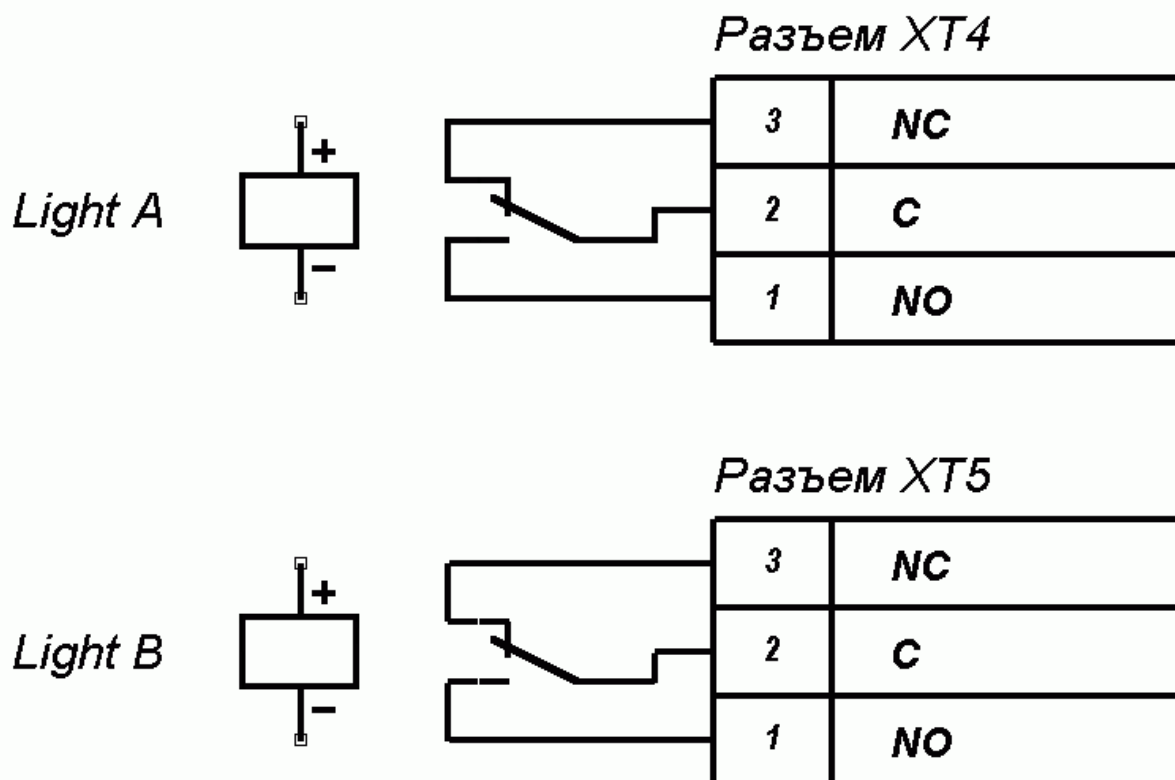 Разъем XT4
3 NC
Light A
+
2 C
−
1 NO
Разъем XT5
3 NC
+
Light B
2 C
−
1 NO